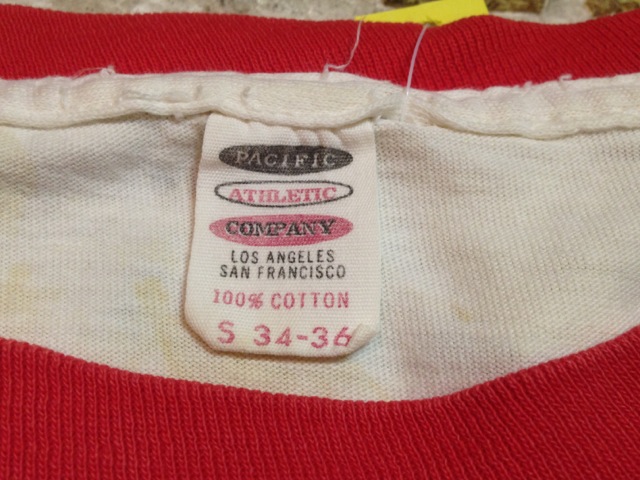 PACIFIC
ATHLETIC
COMPANY
LOS ANGELES
SAN FRANCISCO
100% COTTON
S 34-36